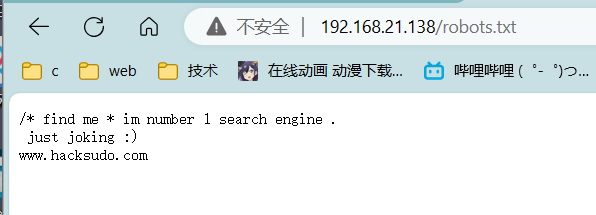 不安全 192.168.21.138/robots.txt
c web 技术 在线动画 动漫下载... 哔哩哔哩 ( ゜- ゜)つ...
/* find me * im number 1 search engine .
just joking :)
www.hacksudo.com